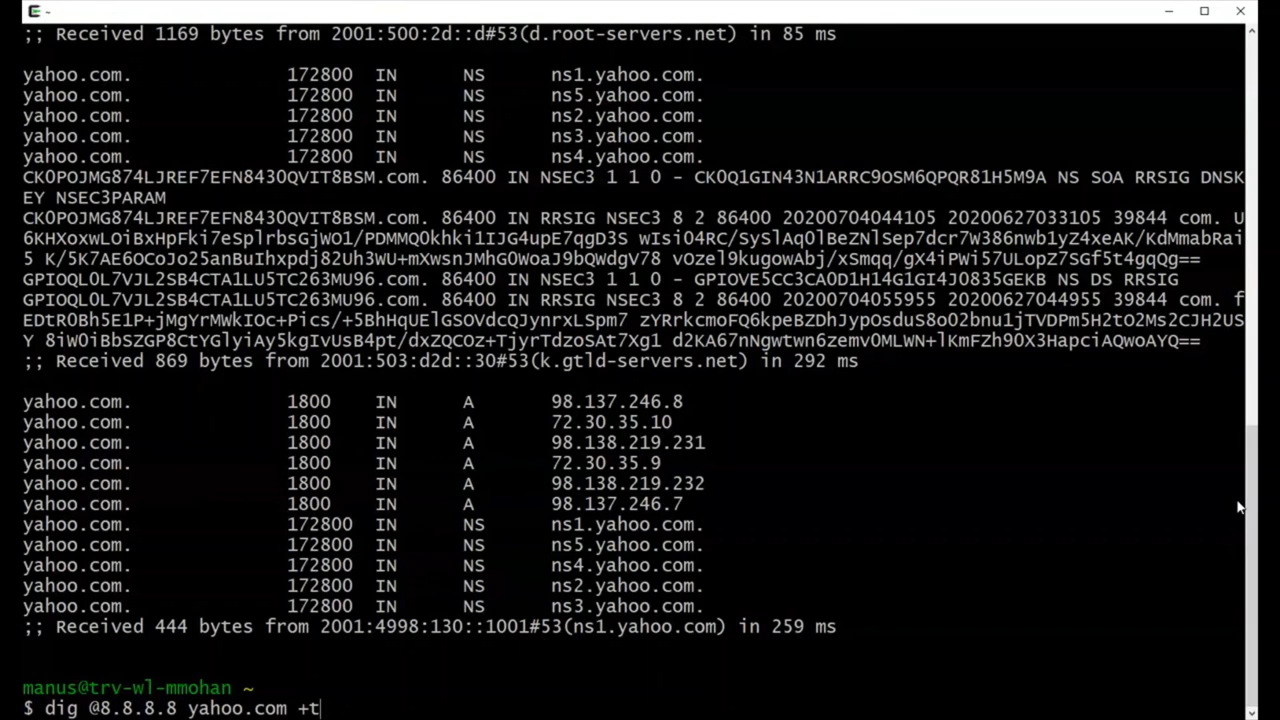 ~
;; Received 1169 bytes from 2001:500:2d::d#53(d.root-servers.net) in 85 ms
yahoo.com. 172800 IN NS ns1.yahoo.com.
yahoo.com. 172800 IN NS ns5.yahoo.com.
yahoo.com. 172800 IN NS ns2.yahoo.com.
yahoo.com. 172800 IN NS ns3.yahoo.com.
yahoo.com. 172800 IN NS ns4.yahoo.com.
CK0POJMG874LJREF7EFN8430QVIT8BSM.com. 86400 IN NSEC3 1 1 0 - CK0Q1GIN43N1ARRC9OSM6QPQR81H5M9A NS SOA RRSIG DNSK
EY NSEC3PARAM
CK0POJMG874LJREF7EFN8430QVIT8BSM.com. 86400 IN RRSIG NSEC3 8 2 86400 20200704044105 20200627033105 39844 com. U
6KHXoxwLOiBxHpFki7eSplrbsGjWO1/PDMMQ0khki1IJG4upE7qgD3S wIsi04RC/SySlAq0lBeZNlSep7dcr7W386nwb1yZ4xeAK/KdMmabRai
5 K/5K7AE6OCoJo25anBuIhxpdj82Uh3WU+mXwsnJMhG0WoaJ9bQWdgV78 vOzel9kugowAbj/xSmqq/gX4iPWi57ULopZ7SGf5t4gqQg==
GPIOQL0L7VJL2SB4CTA1LU5TC263MU96.com. 86400 IN NSEC3 1 1 0 - GPIOVE5CC3CA0D1H14G1GI4J0835GEKB NS DS RRSIG
GPIOQL0L7VJL2SB4CTA1LU5TC263MU96.com. 86400 IN RRSIG NSEC3 8 2 86400 20200704055955 20200627044955 39844 com. f
EDtR0Bh5E1P+jMgYrMWkIOc+Pics/+5BhHqUElGSOVdcQJynrxLSpm7 zYRrkcmoFQ6kpeBZDhJypOsduS8oO2bnu1jTVDPm5H2tO2Ms2CJH2US
Y 8iWOiBbsZGP8CtYGlyiAy5kgIvUsB4pt/dxZQCOz+TjyrTdzoSAt7Xg1 d2KA67nNgwtwn6zemv0MLWN+lKmFZh9OX3HapciAQwoAYQ==
;; Received 869 bytes from 2001:503:d2d::30#53(k.gtld-servers.net) in 292 ms
yahoo.com. 1800 IN A 98.137.246.8
yahoo.com. 1800 IN A 72.30.35.10
yahoo.com. 1800 IN A 98.138.219.231
yahoo.com. 1800 IN A 72.30.35.9
yahoo.com. 1800 IN A 98.138.219.232
yahoo.com. 1800 IN A 98.137.246.7
yahoo.com. 172800 IN NS ns1.yahoo.com.
yahoo.com. 172800 IN NS ns5.yahoo.com.
yahoo.com. 172800 IN NS ns4.yahoo.com.
yahoo.com. 172800 IN NS ns2.yahoo.com.
yahoo.com. 172800 IN NS ns3.yahoo.com.
;; Received 444 bytes from 2001:4998:130::1001#53(ns1.yahoo.com) in 259 ms
manus@trv-wl-mmohan ~
$ dig @8.8.8.8 yahoo.com +t